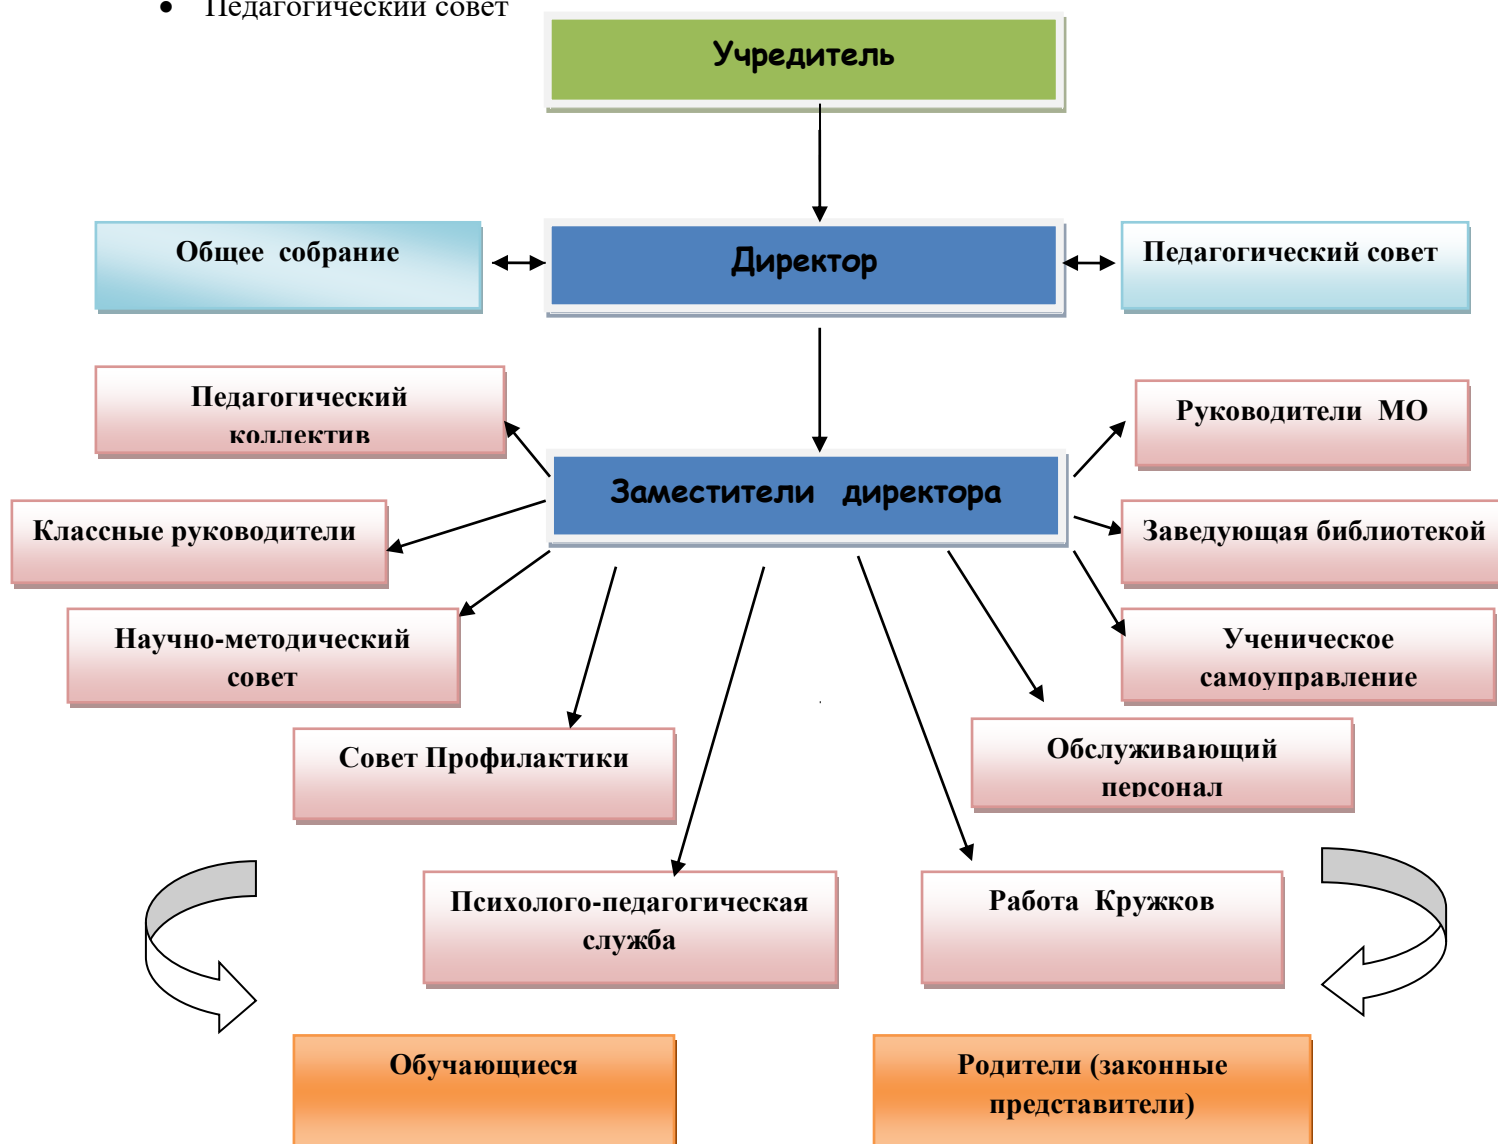 • Педагогический совет
Учредитель
Общее собрание
Директор
Педагогический совет
Педагогический
коллектив
Руководители МО
Заместители директора
Классные руководители
Заведующая библиотекой
Научно-методический
совет
Ученическое
самоуправление
Совет Профилактики
Обслуживающий
персонал
Психолого-педагогическая
служба
Работа Кружков
Обучающиеся
Родители (законные
представители)